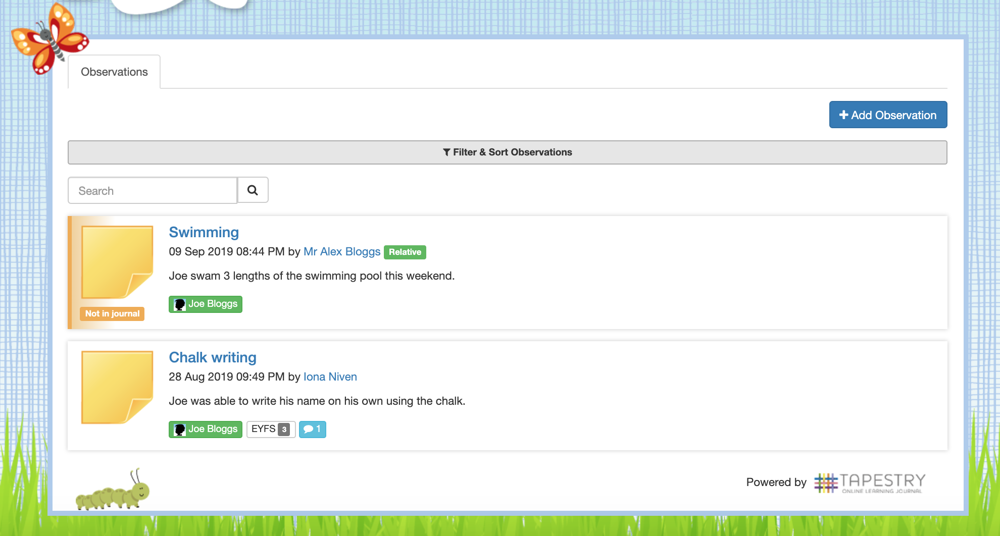 Observations
Add Observation
Filter & Sort Observations
Search
Swimming
09 Sep 2019 08:44 PM by Mr Alex Bloggs Relative
Joe swam 3 lengths of the swimming pool this weekend.
Joe Bloggs
Not in journal
Chalk writing
28 Aug 2019 09:49 PM by Iona Niven
Joe was able to write his name on his own using the chalk.
Joe Bloggs EYFS 3 1
Powered by TAPESTRY
ONLINE LEARNING JOURNAL